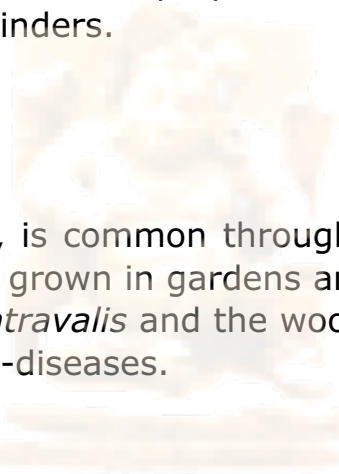 inders.
, is common through
grown in gardens a
travalis and the woo
-diseases.